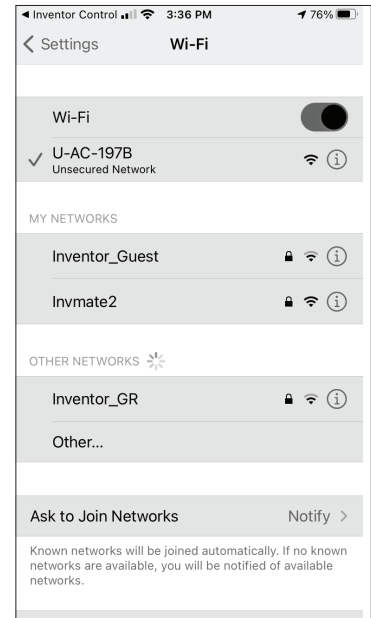 ◀ Inventor Control 3:36 PM 76%
Settings Wi-Fi
Wi-Fi
U-AC-197B
Unsecured Network
MY NETWORKS
Inventor_Guest
Invmate2
OTHER NETWORKS
Inventor_GR
Other...
Ask to Join Networks Notify >
Known networks will be joined automatically. If no known
networks are available, you will be notified of available
networks.